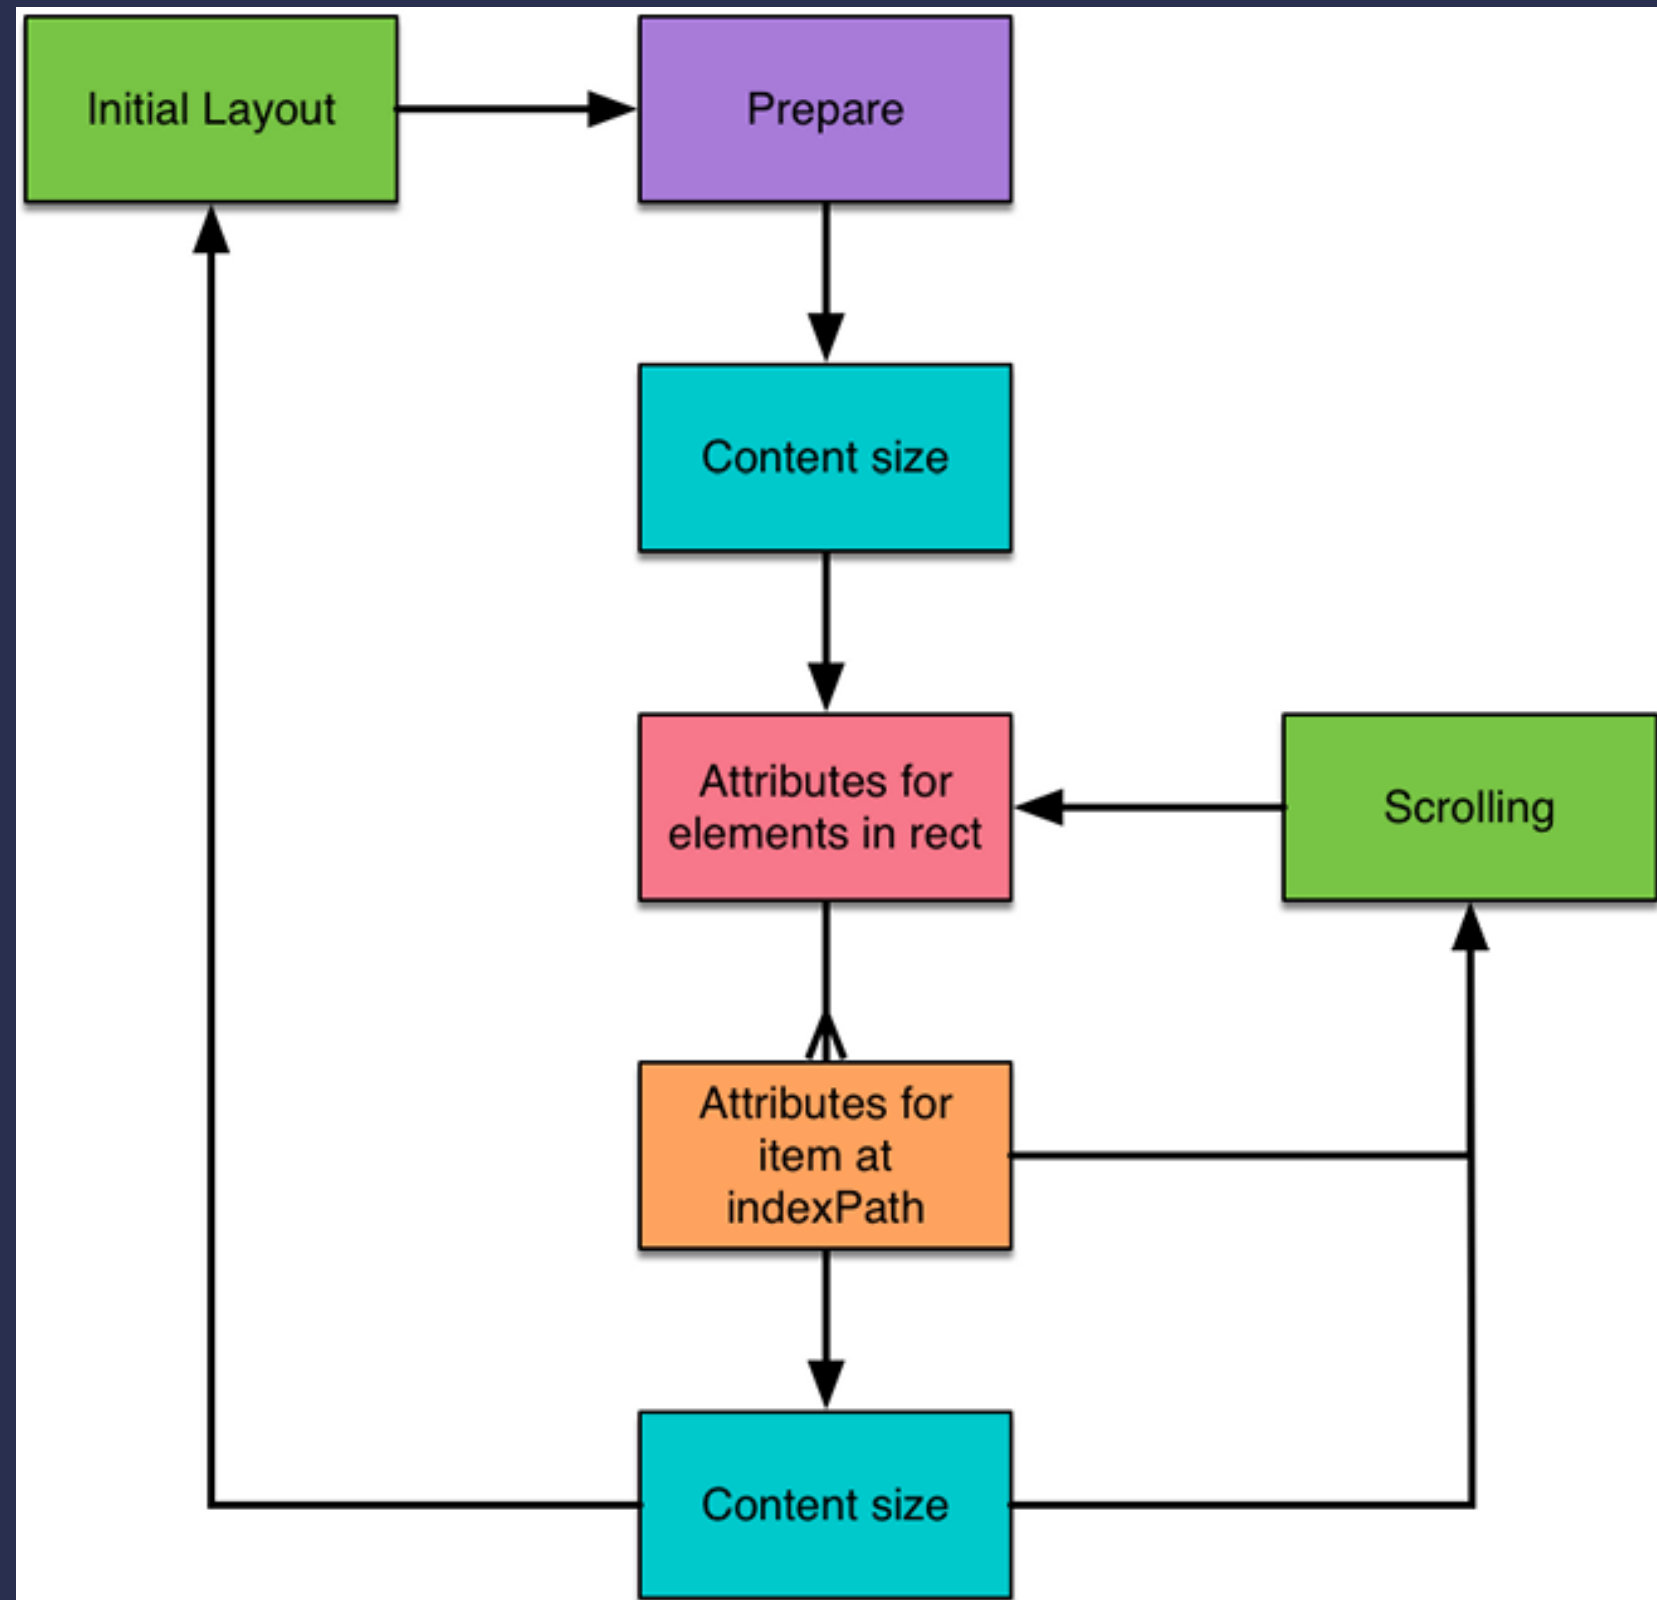 Initial Layout
Prepare
Content size
Attributes for
elements in rect
Scrolling
Attributes for
item at
indexPath
Content size